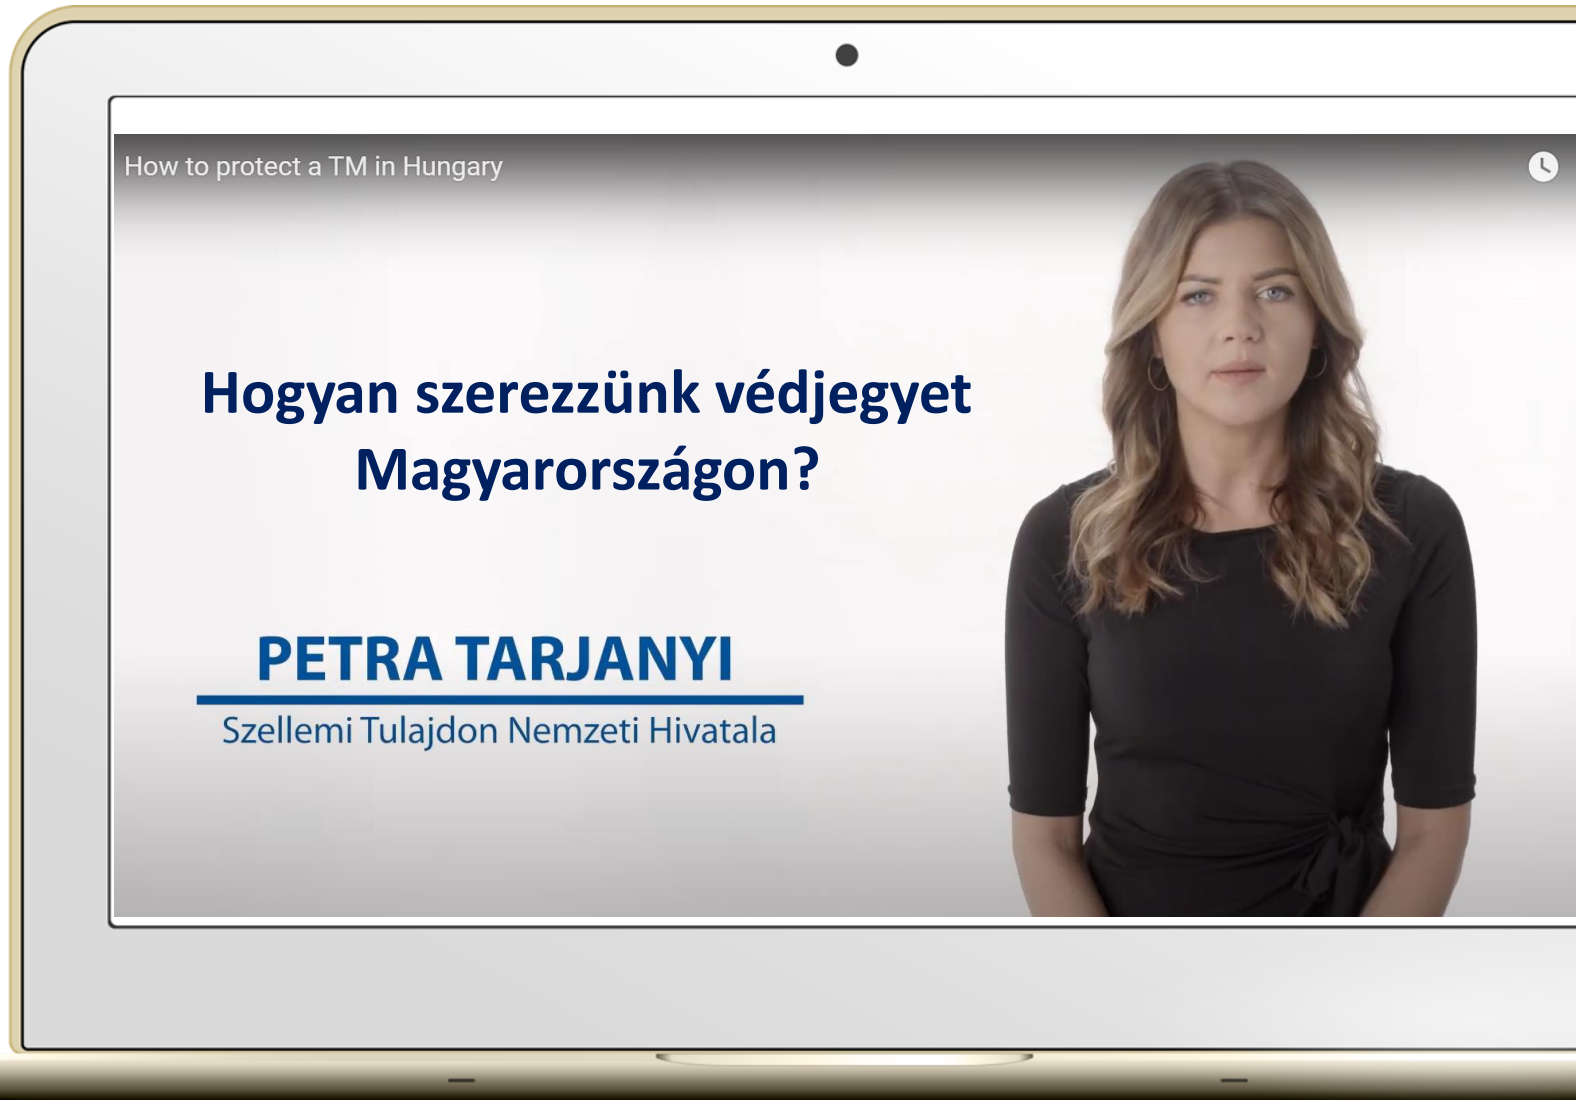 How to protect a TM in Hungary
Hogyan szerezzünk védjegyet
Magyarországon?
PETRA TARJANYI
Szellemi Tulajdon Nemzeti Hivatala